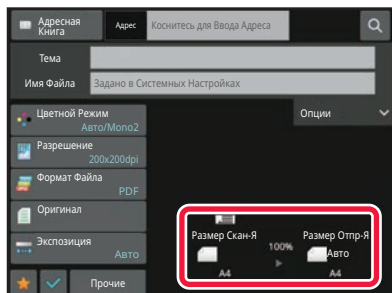 Адресная
Книга
Адрес
Коснитесь для Ввода Адреса
Тема
Имя Файла
Задано в Системных Настройках
Цветной Режим
Авто/Mono2
Опции
Разрешение
200x200dpi
Формат Файла
PDF
Оригинал
Размер Скан-Я
100%
Размер Отпр-Я
Экспозиция
Авто
Авто
A4
A4
Прочие